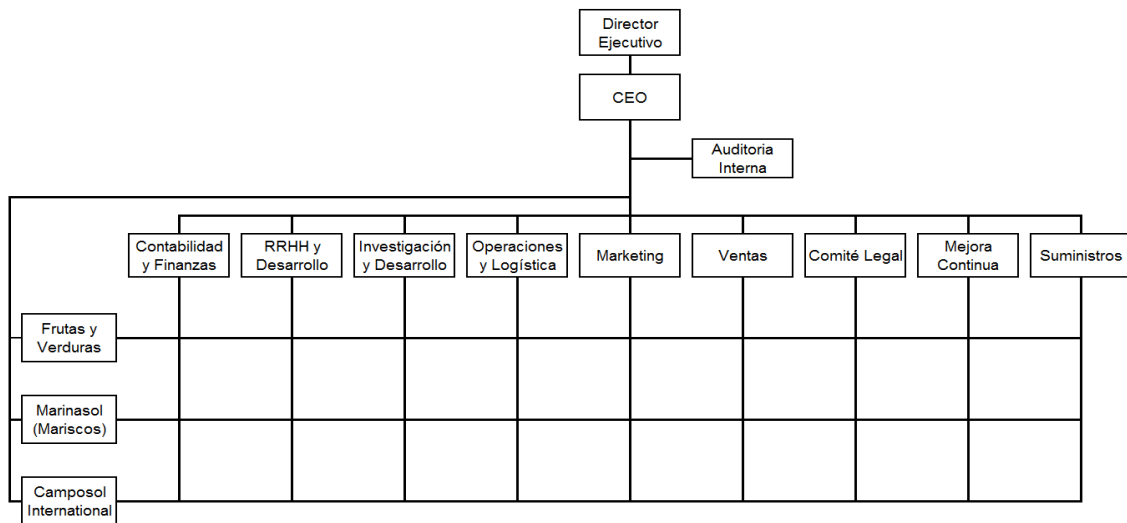 Director
Ejecutivo
CEO
Auditoria
Interna
Contabilidad
y Finanzas
RRHH y
Desarrollo
Investigación
y Desarrollo
Operaciones
y Logística
Marketing
Ventas
Comité Legal
Mejora
Continua
Suministros
Frutas y
Verduras
Marinasol
(Mariscos)
Camposol
International